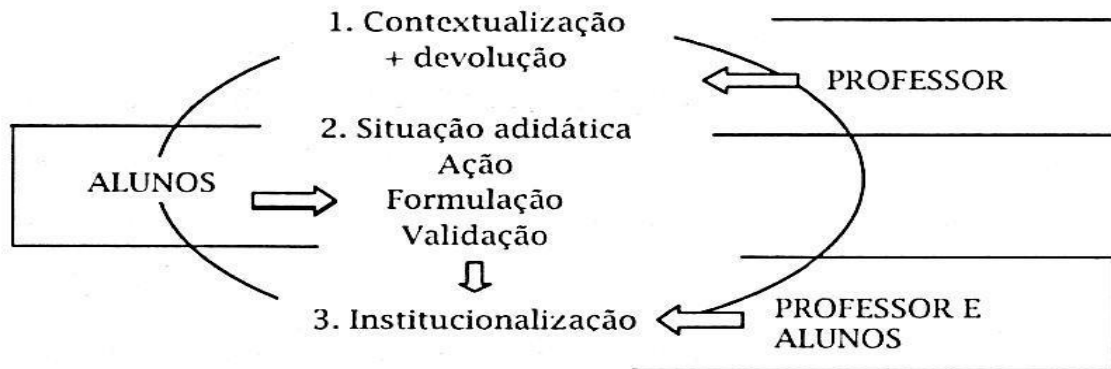 1. Contextualização
+ devolução
PROFESSOR
2. Situação adidática
Ação
ALUNOS
Formulação
Validação
3. Institucionalização
PROFESSOR E
ALUNOS